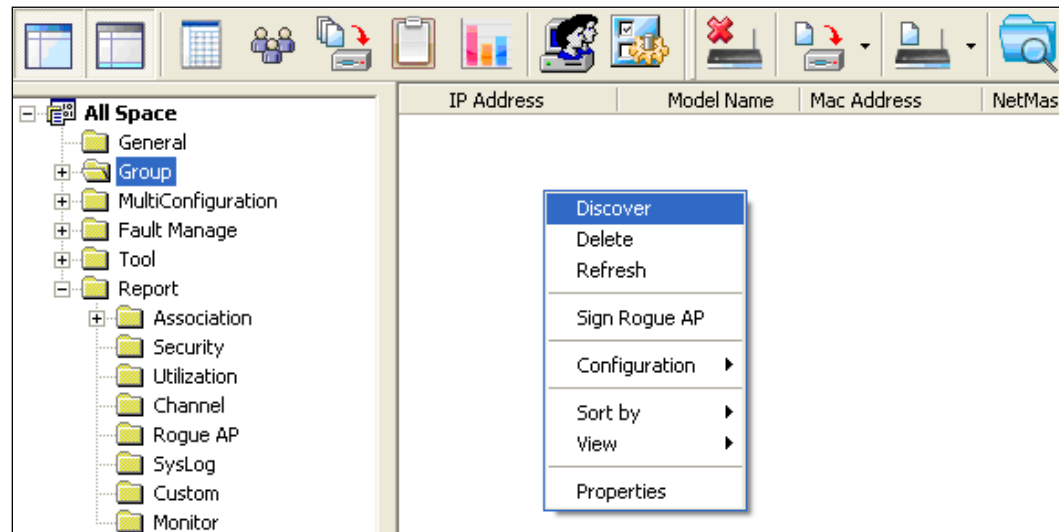 IP Address Model Name Mac Address NetMas
All Space
General
Group
MultiConfiguration
Fault Manage
Tool
Report
Association
Security
Utilization
Channel
Rogue AP
SysLog
Custom
Monitor
Discover
Delete
Refresh
Sign Rogue AP
Configuration
Sort by
View
Properties